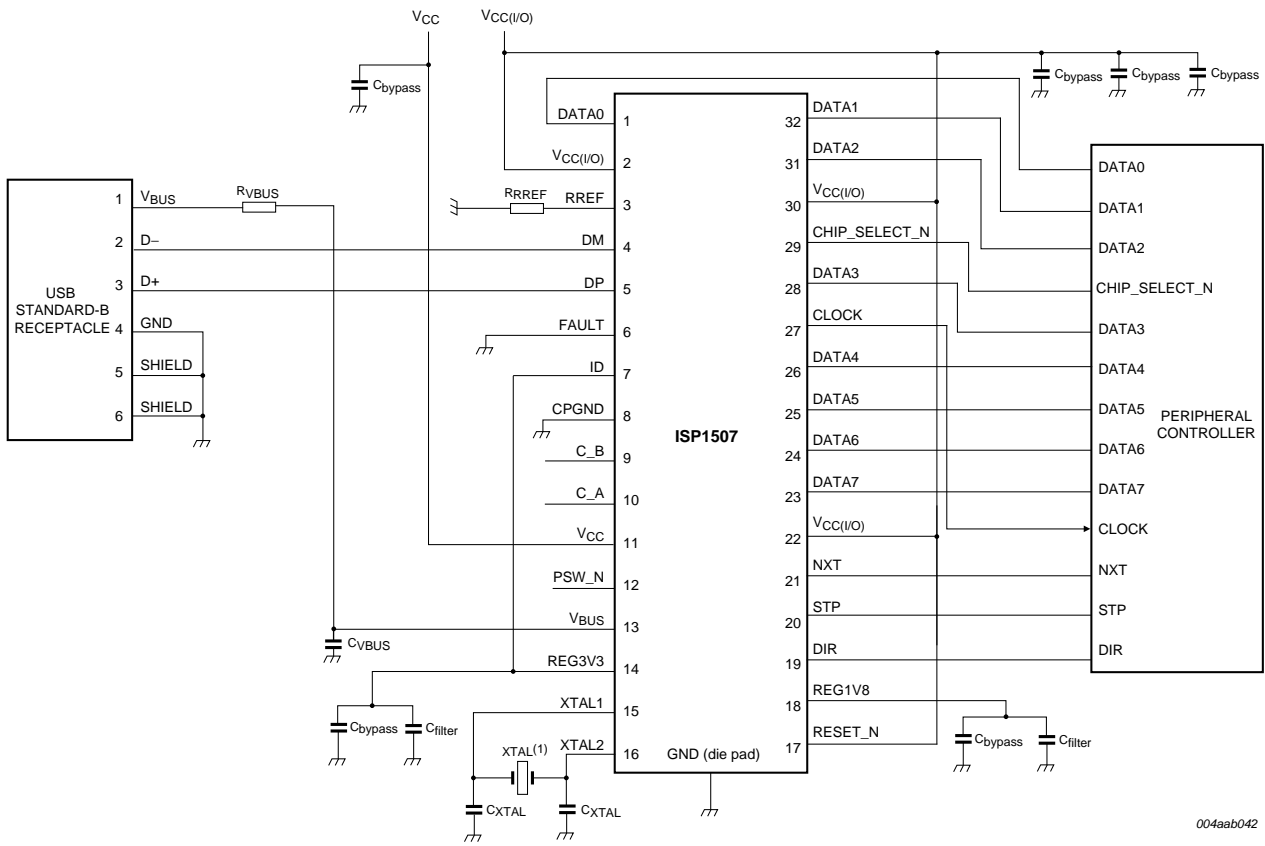 VCC
VCC(I/O)
Cbypass
Cbypass
Cbypass
Cbypass
USB
STANDARD-B
RECEPTACLE
1
VBUS
2
D−
3
D+
4
GND
5
SHIELD
6
SHIELD
RVBUS
RRREF
CVBUS
Cbypass
Cfilter
XTAL(1)
CXTAL
CXTAL
DATA0
1
VCC(I/O)
2
RREF
3
DM
4
DP
5
FAULT
6
ID
7
CPGND
8
C_B
9
C_A
10
VCC
11
PSW_N
12
VBUS
13
REG3V3
14
XTAL1
15
XTAL2
16
ISP1507
GND (die pad)
32
DATA1
31
DATA2
30
VCC(I/O)
29
CHIP_SELECT_N
28
DATA3
27
CLOCK
26
DATA4
25
DATA5
24
DATA6
23
DATA7
22
VCC(I/O)
21
NXT
20
STP
19
DIR
18
REG1V8
17
RESET_N
Cbypass
Cfilter
DATA0
DATA1
DATA2
CHIP_SELECT_N
DATA3
DATA4
DATA5
DATA6
DATA7
CLOCK
NXT
STP
DIR
PERIPHERAL
CONTROLLER
004aab042